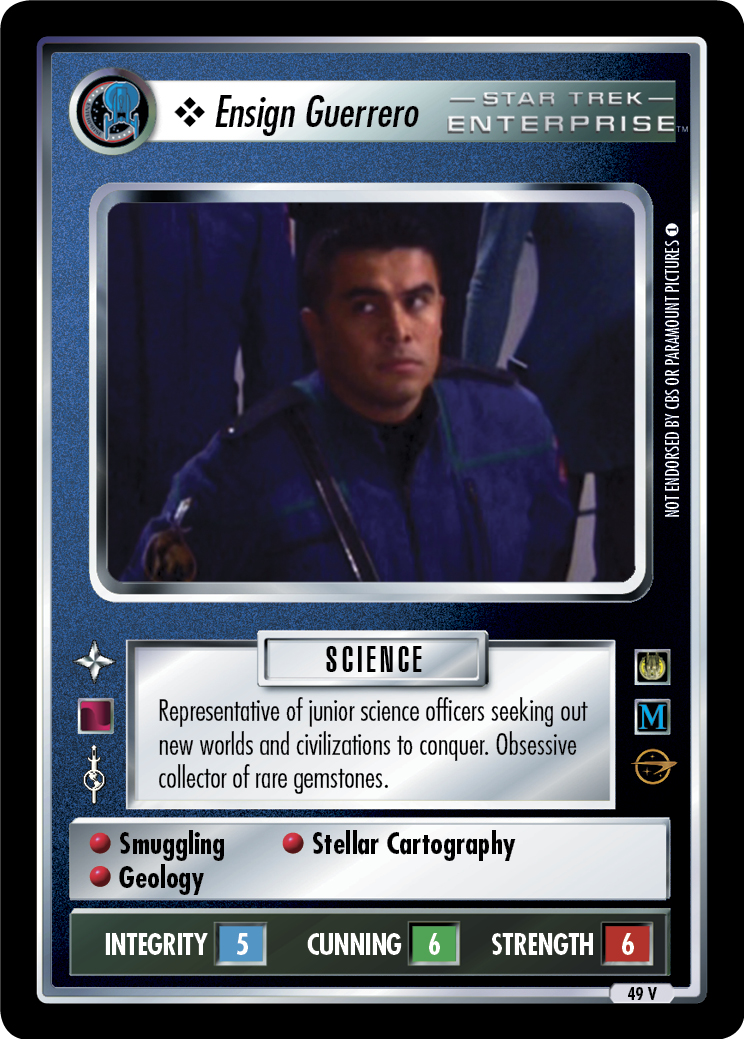 ❖ Ensign Guerrero
STAR TREK
ENTERPRISE™
NOT ENDORSED BY CBS OR PARAMOUNT PICTURES 1
SCIENCE
Representative of junior science officers seeking out
new worlds and civilizations to conquer. Obsessive
collector of rare gemstones.
M
Smuggling Stellar Cartography
Geology
INTEGRITY 5 CUNNING 6 STRENGTH 6
49 V